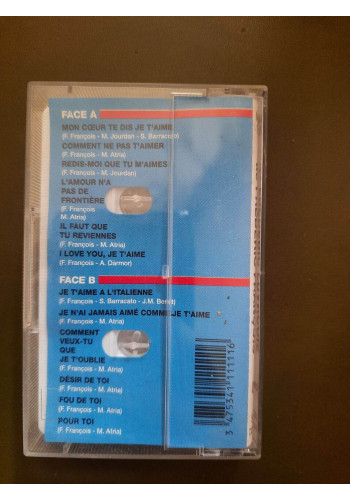 FACE A
MON CŒUR TE DIS JE T'AIME
(F. François - M. Jourdan - S. Barracato)
COMMENT NE PAS T'AIMER
(F. François - M. Atria)
REDIS-MOI QUE TU M'AIMES
(F. François - M. Jourdan)
L'AMOUR N'A
PAS DE
FRONTIÈRE
(F. François
M. Atria)
IL FAUT QUE
TU REVIENNES
(F. François - M. Atria)
I LOVE YOU, JE T'AIME
(F. François - A. Darmor)
FACE B
JE T'AIME A L'ITALIENNE
(F. François - S. Barracato - J.M. Bériat)
JE N'AI JAMAIS AIMÉ COMME JE T'AIME
(F. François - M. Atria)
COMMENT
VEUX-TU
QUE
JE T'OUBLIE
(F. François - M. Atria)
DÉSIR DE TOI
(F. François - M. Atria)
FOU DE TOI
(F. François - M. Atria)
POUR TOI
(F. François - M. Atria)
3 475341 111116